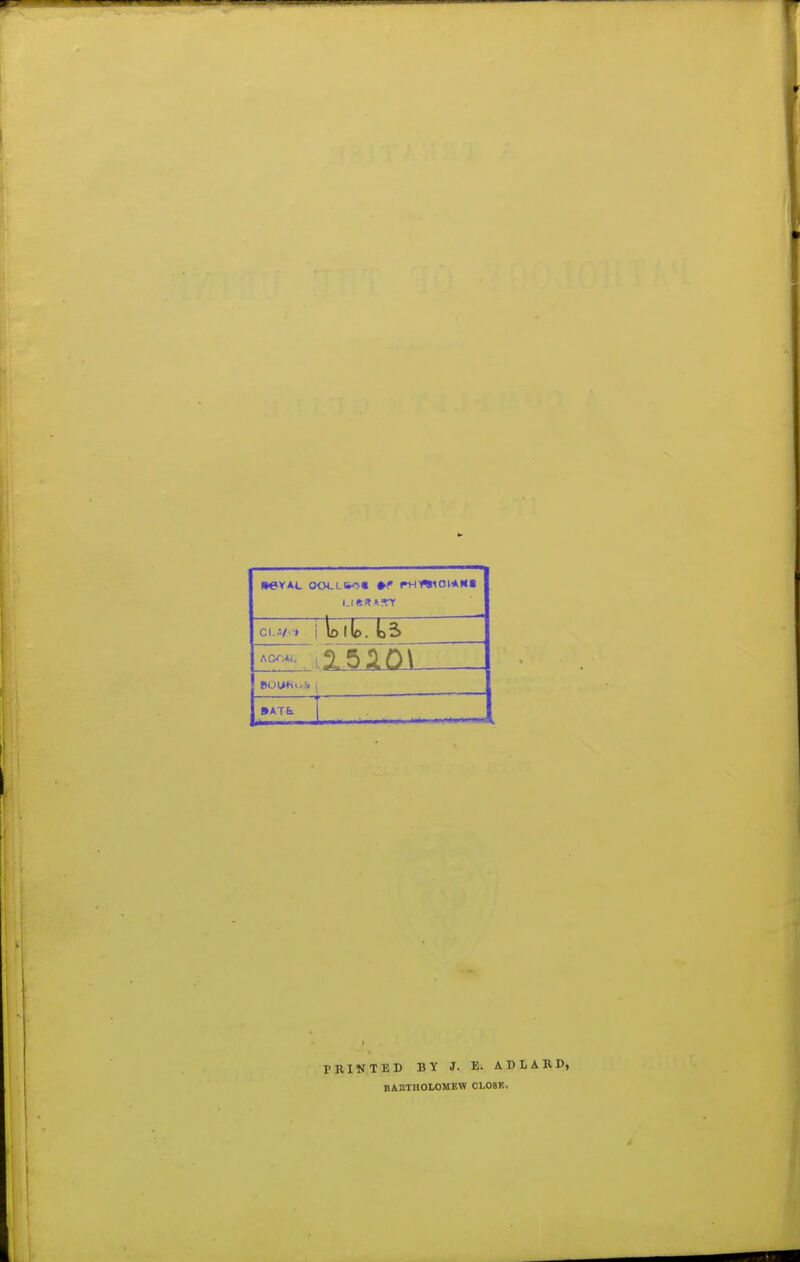 ROYAL COLLEGE OF PHYSICIANS
LIBRARY
CLASS 616.63
ACCN. 25201
SOURCE
DATE
PRINTED BY J. E. ADLARD,
BARTHOLOMEW CLOSE.